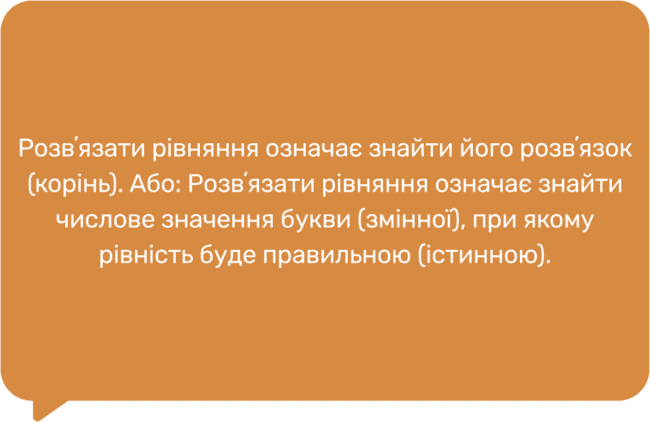 Розв'язати рівняння означає знайти його розв'язок
(корінь). Або: Розв'язати рівняння означає знайти
числове значення букви (змінної), при якому
рівність буде правильною (істинною).